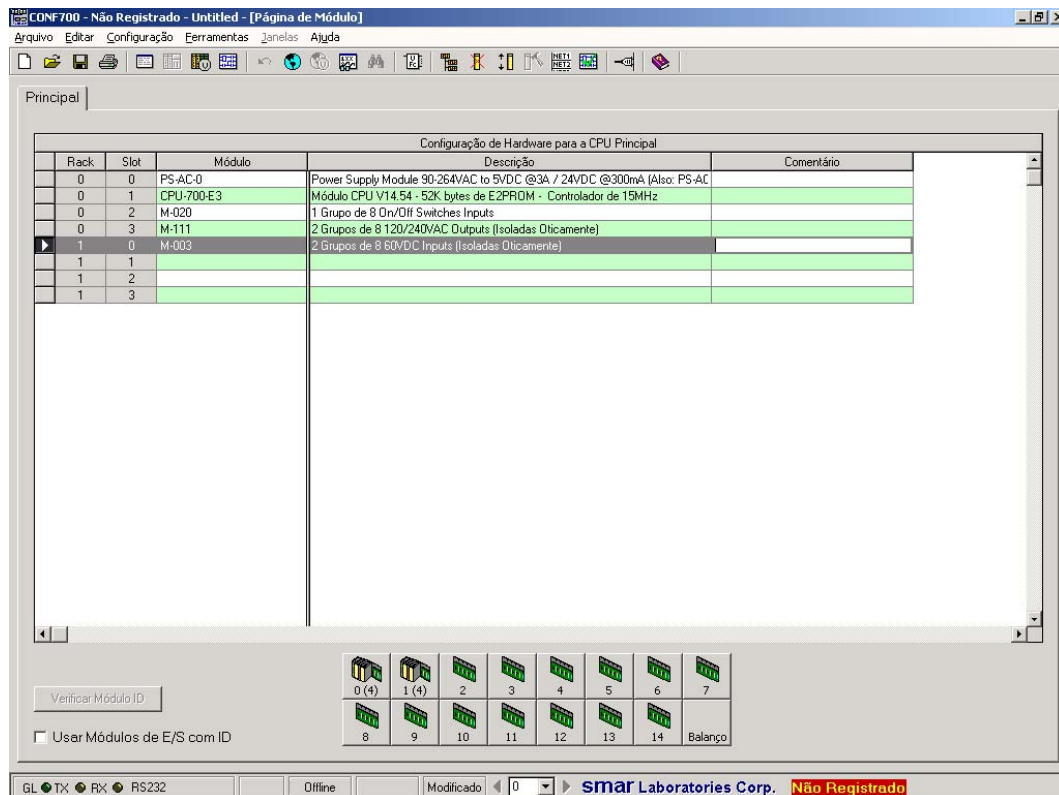 CONF700 - Não Registrado - Untitled - [Página de Módulo]
Arquivo Editar Configuração Ferramentas Janelas Ajuda
Principal
Configuração de Hardware para a CPU Principal
Rack Slot Módulo Descrição Comentário
0 0 PS-AC-0 Power Supply Module 90-264VAC to 5VDC @3A / 24VDC @300mA (Also: PS-AC
0 1 CPU-700-E3 Módulo CPU V14.54 - 52K bytes de E2PROM - Controlador de 15MHz
0 2 M-020 1 Grupo de 8 On/Off Switches Inputs
0 3 M-111 2 Grupos de 8 120/240VAC Outputs (Isoladas Oticamente)
1 0 M-003 2 Grupos de 8 60VDC Inputs (Isoladas Oticamente)
1 1
1 2
1 3
0 (4) 1 (4) 2 3 4 5 6 7
Verificar Módulo ID
8 9 10 11 12 13 14 Balanço
Usar Módulos de E/S com ID
GL TX RX RS232 Offline Modificado 0 smar Laboratories Corp. Não Registrado